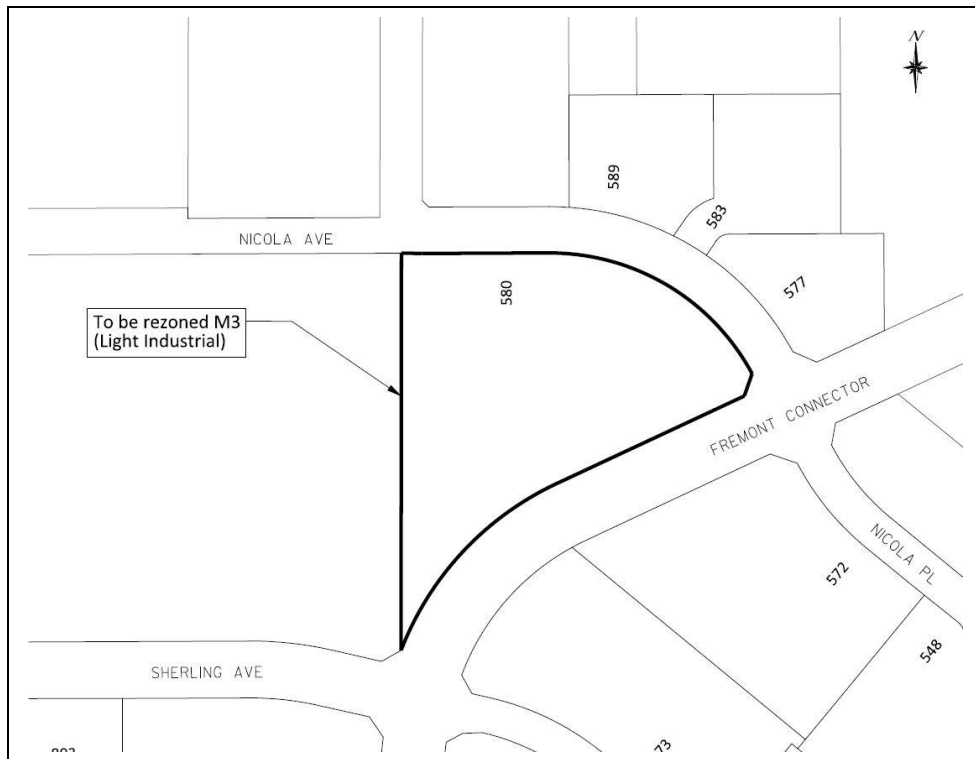 N
589
583
NICOLA AVE
580
577
To be rezoned M3
(Light Industrial)
FREMONT CONNECTOR
NICOLA PL
572
548
SHERLING AVE
73